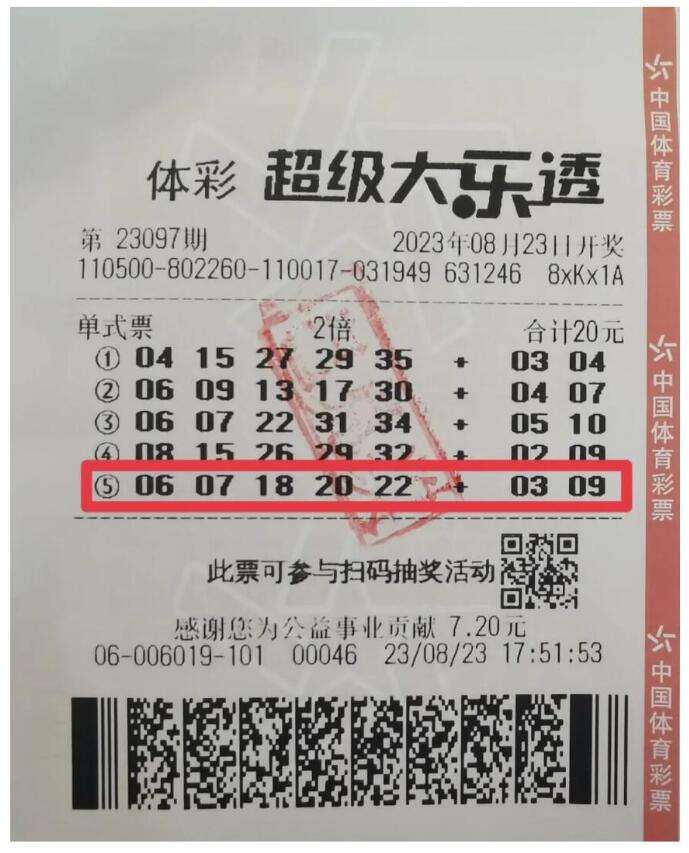 体彩 超级大乐透
第 23097期 2023年08月23日开奖
110500-802260-110017-031949 631246 8xKx1A
单式票 2倍 合计20元
① 04 15 27 29 35 + 03 04
② 06 09 13 17 30 + 04 07
③ 06 07 22 31 34 + 05 10
④ 08 15 26 29 32 + 02 09
⑤ 06 07 18 20 22 + 03 09
此票可参与扫码抽奖活动
感谢您为公益事业贡献 7.20元
06-006019-101 00046 23/08/23 17:51:53
中国体育彩票
中国体育彩票
中国体育彩票